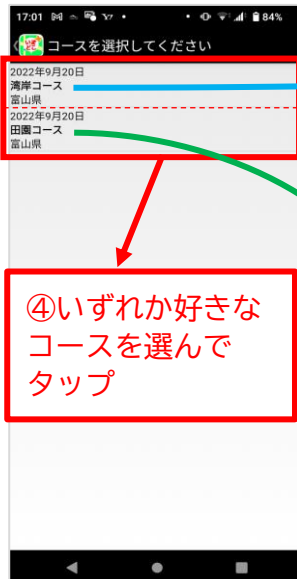 17:01 84%
コースを選択してください
2022年9月20日
湾岸コース
富山県
2022年9月20日
田園コース
富山県
④いずれか好きな
コースを選んで
タップ